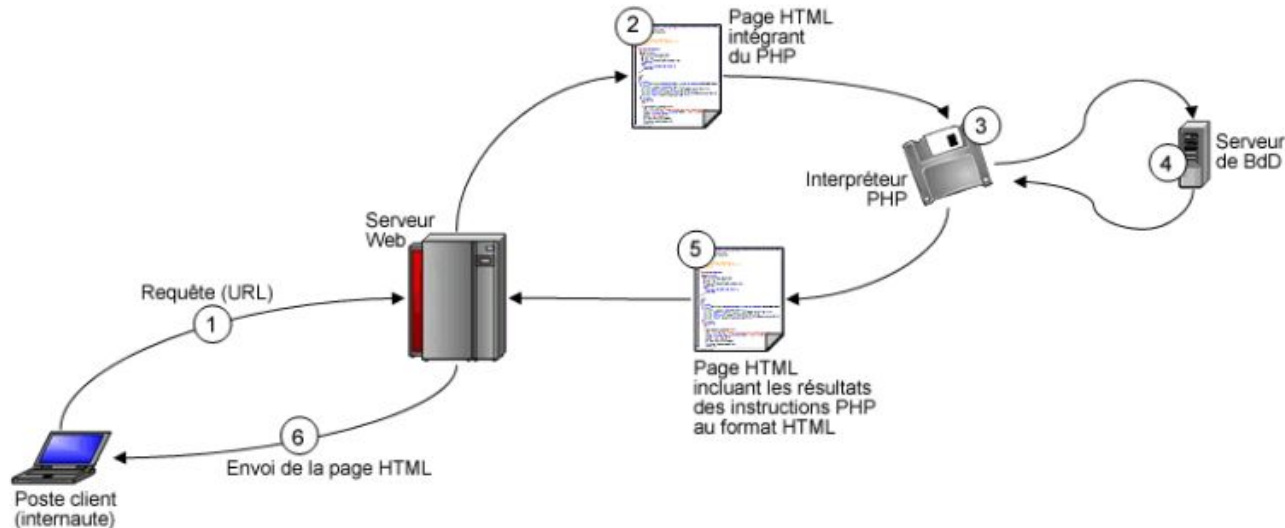 2
Page HTML
intégrant
du PHP
3
Interpréteur
PHP
4
Serveur
de BdD
Serveur
Web
5
Requête (URL)
1
Page HTML
incluant les résultats
des instructions PHP
au format HTML
6
Envoi de la page HTML
Poste client
(internaute)